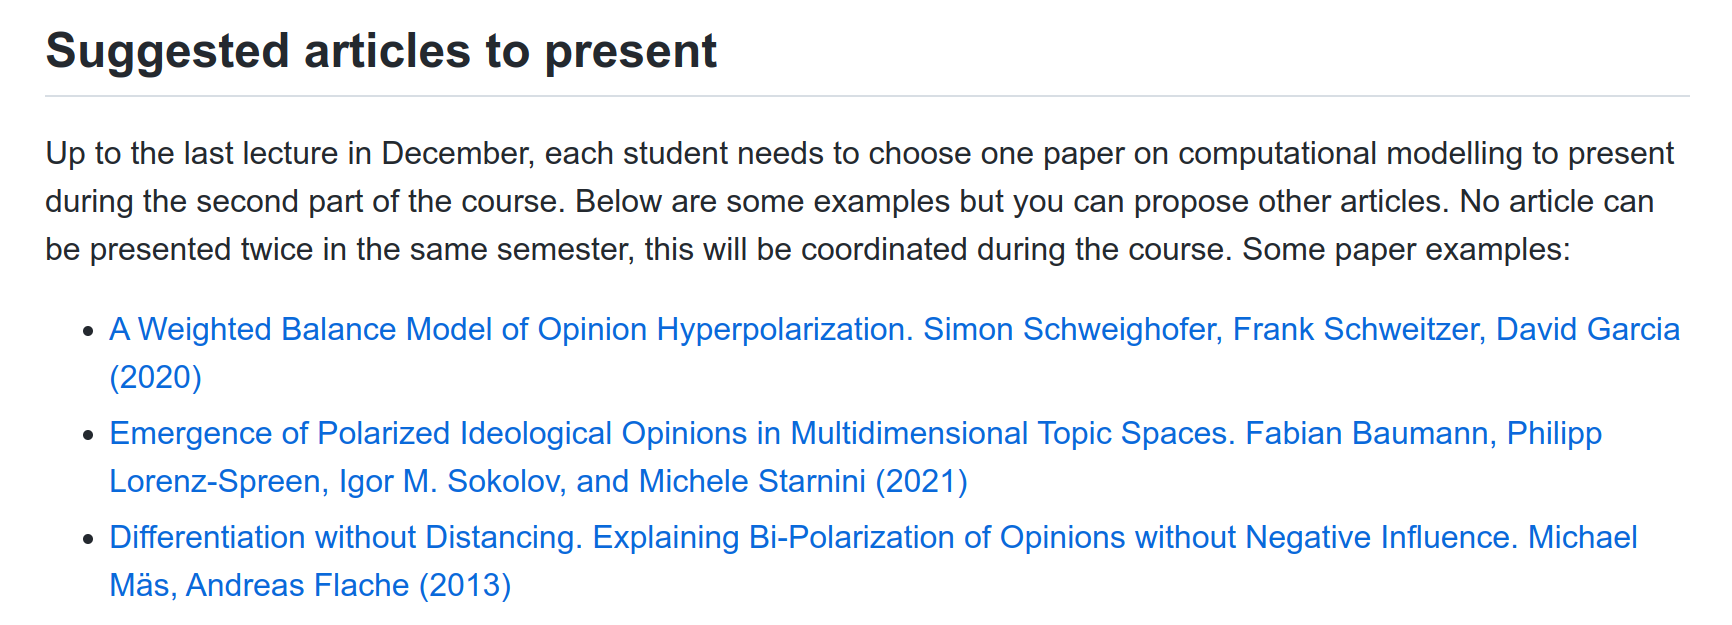 Suggested articles to present
Up to the last lecture in December, each student needs to choose one paper on computational modelling to present
during the second part of the course. Below are some examples but you can propose other articles. No article can
be presented twice in the same semester, this will be coordinated during the course. Some paper examples:
• A Weighted Balance Model of Opinion Hyperpolarization. Simon Schweighofer, Frank Schweitzer, David Garcia
(2020)
• Emergence of Polarized Ideological Opinions in Multidimensional Topic Spaces. Fabian Baumann, Philipp
Lorenz-Spreen, Igor M. Sokolov, and Michele Starnini (2021)
• Differentiation without Distancing. Explaining Bi-Polarization of Opinions without Negative Influence. Michael
Mäs, Andreas Flache (2013)